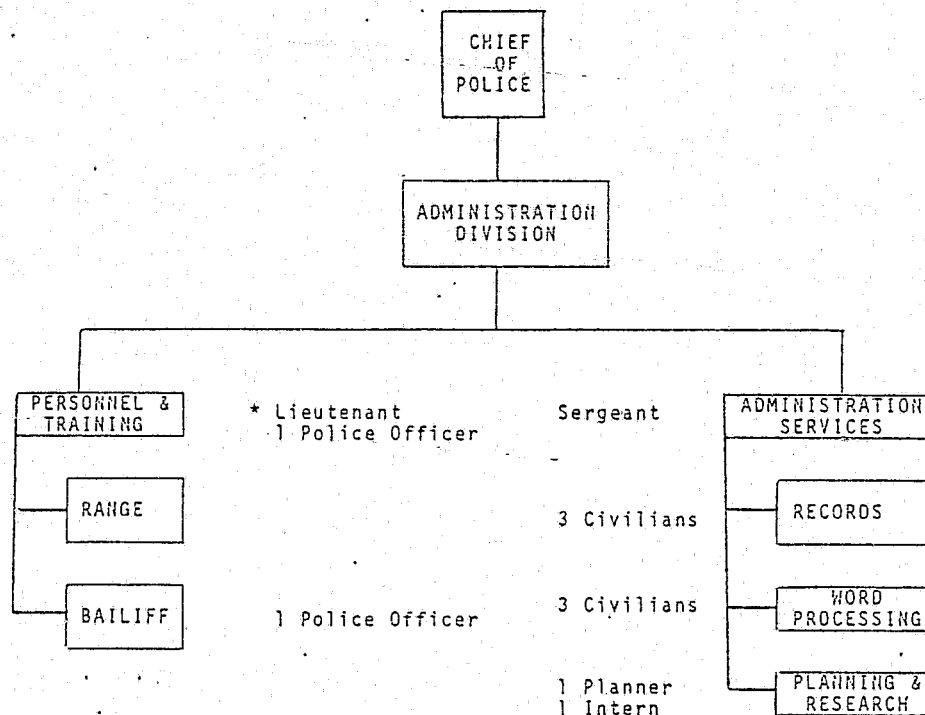 CHIEF
OF
POLICE
ADMINISTRATION
DIVISION
PERSONNEL &
TRAINING
* Lieutenant
1 Police Officer
Sergeant
ADMINISTRATION
SERVICES
RANGE
3 Civilians
RECORDS
BAILIFF
1 Police Officer
3 Civilians
WORD
PROCESSING
1 Planner
1 Intern
PLANNING &
RESEARCH